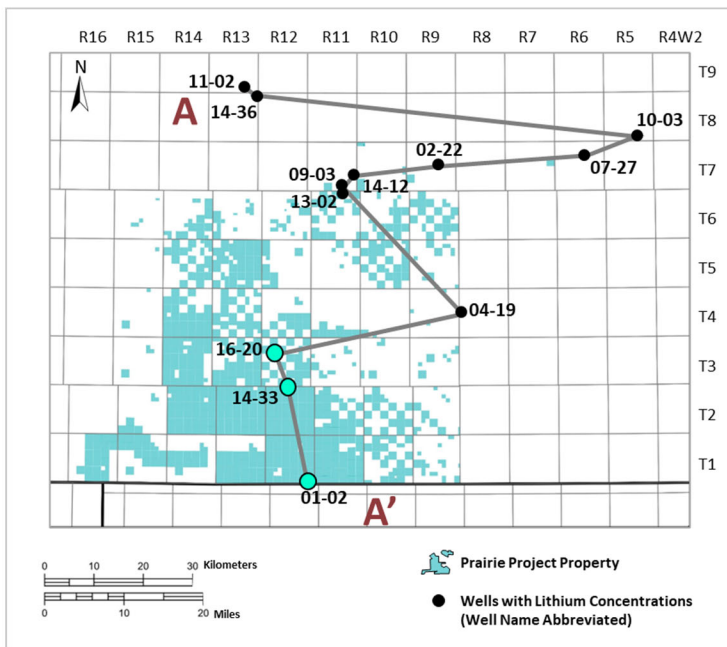 R16 R15 R14 R13 R12 R11 R10 R9 R8 R7 R6 R5 R4W2
T9
N
11-02
A
14-36
T8
10-03
02-22
07-27
T7
09-03
14-12
13-02
T6
T5
04-19
T4
16-20
T3
14-33
T2
T1
01-02
A’
0 10 20 30 Kilometers
0 10 20 Miles
Prairie Project Property
Wells with Lithium Concentrations
(Well Name Abbreviated)